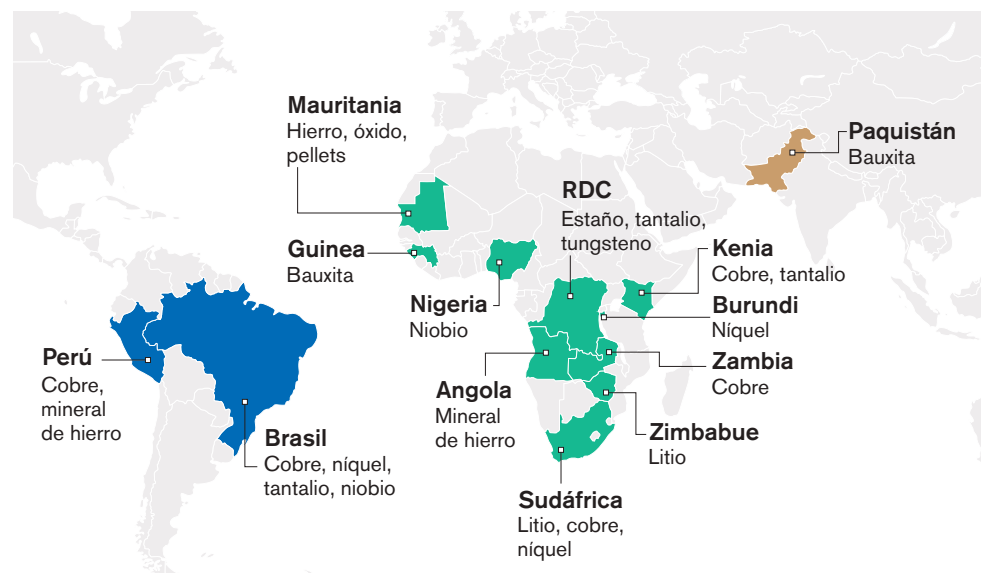 Mauritania
Hierro, óxido,
pellets
Paquistán
Bauxita
RDC
Estaño, tantalio,
tungsteno
Guinea
Bauxita
Kenia
Cobre, tantalio
Nigeria
Niobio
Burundi
Níquel
Perú
Cobre,
mineral
de hierro
Zambia
Cobre
Angola
Mineral
de hierro
Brasil
Cobre, níquel,
tantalio, niobio
Zimbabue
Litio
Sudáfrica
Litio, cobre,
níquel